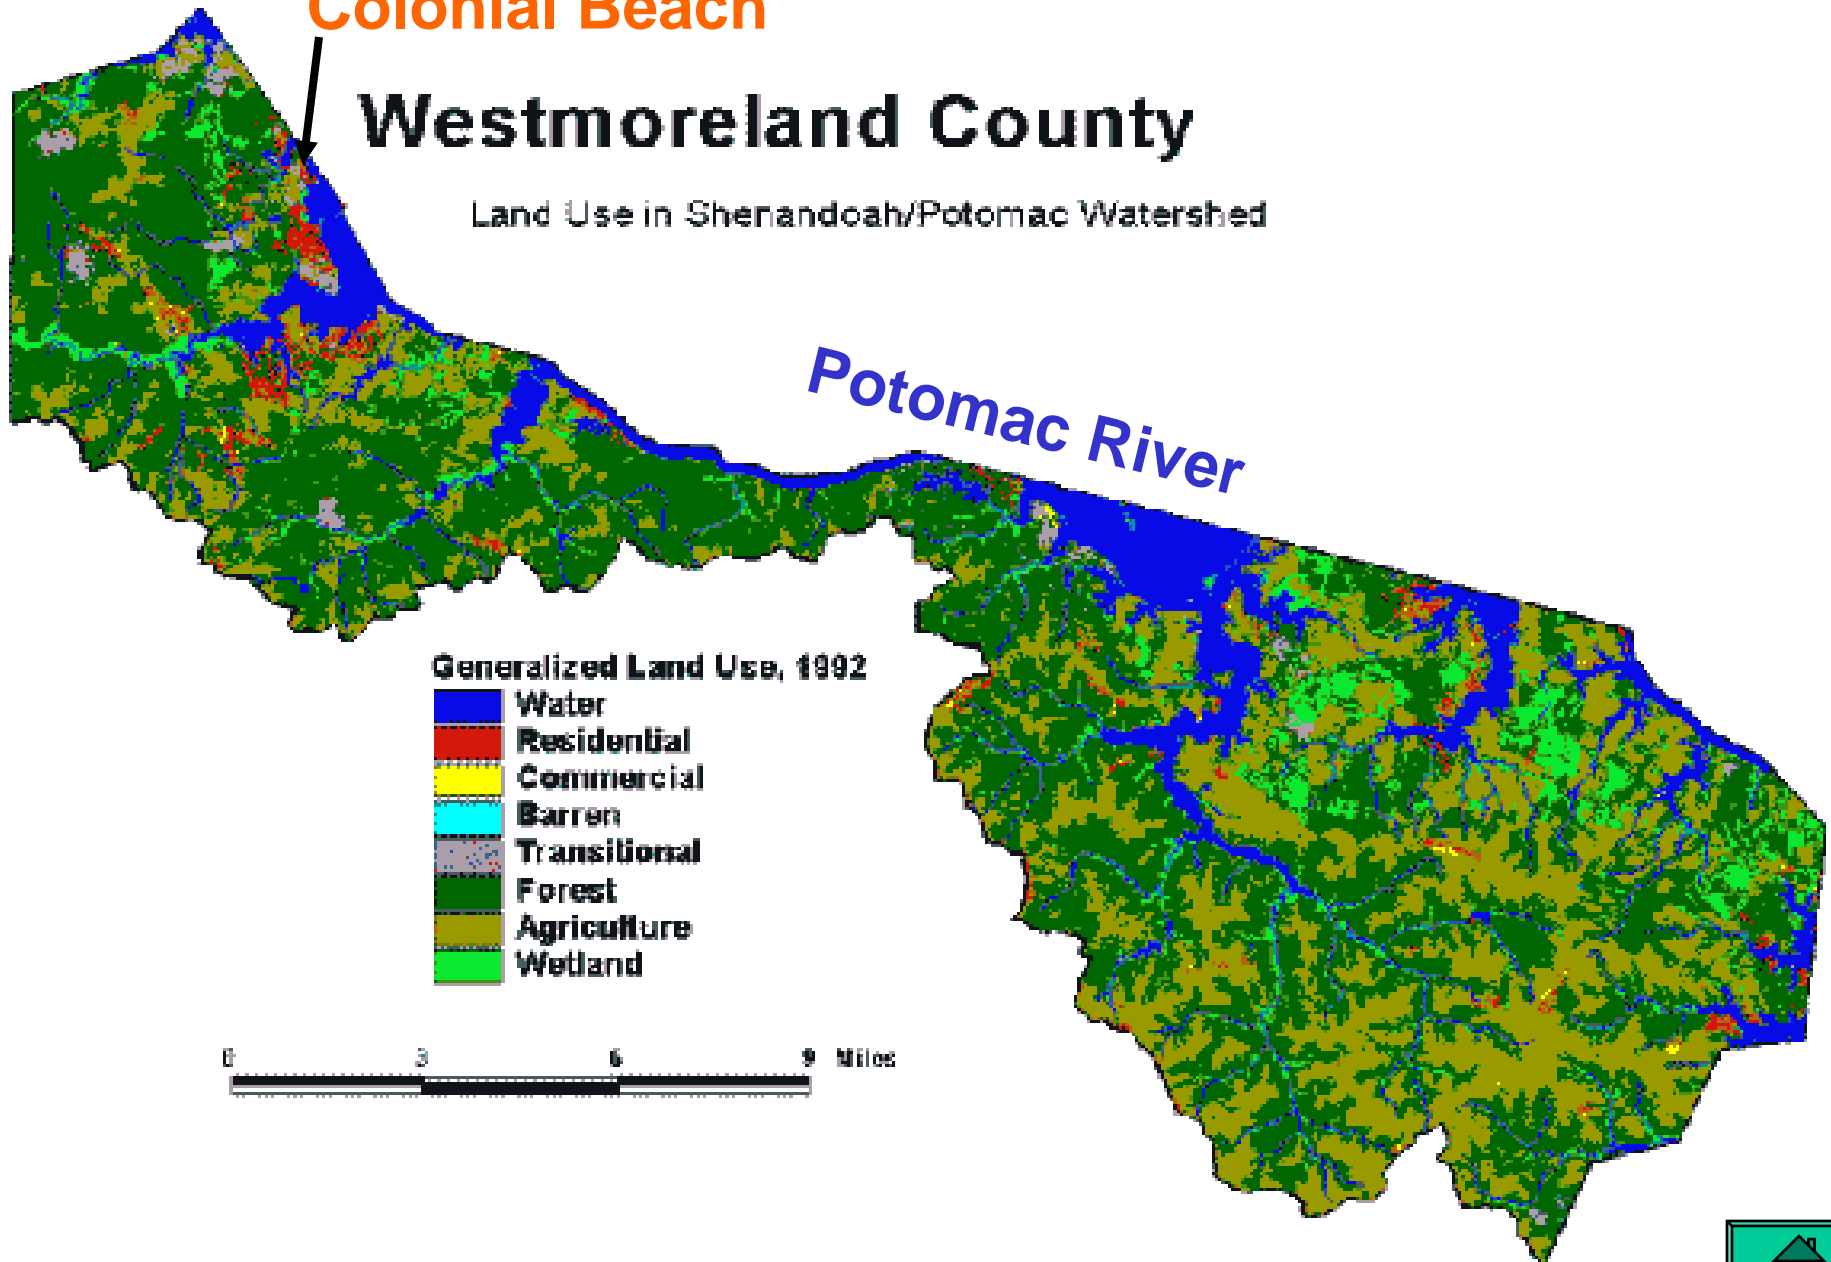 Colonial Beach
Westmoreland County
Land Use in Shenandoah/Potomac Watershed
Potomac River
Generalized Land Use, 1992
Water
Residential
Commercial
Barren
Transitional
Forest
Agriculture
Wetland
0 3 6 9 Miles